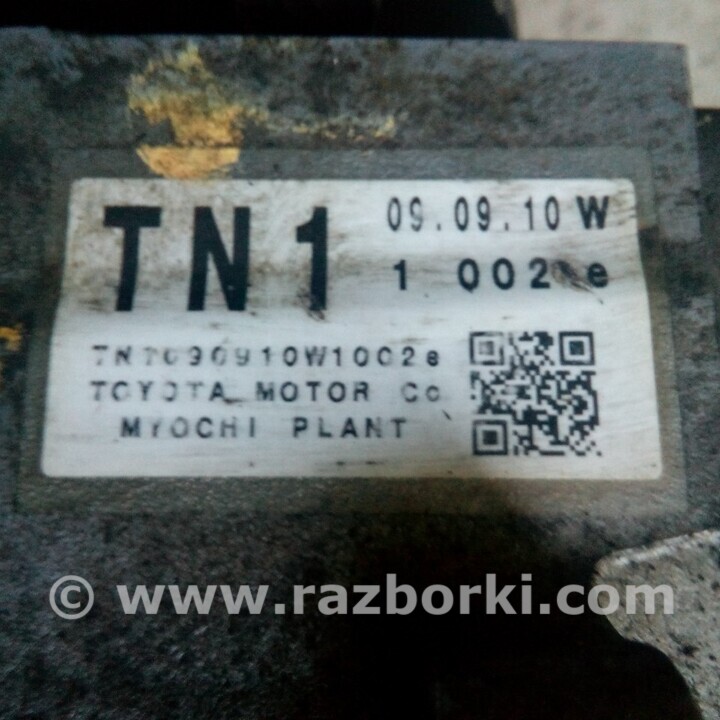 TN1
09.09.10 W
1 002 e
TN1090910W1002e
TOYOTA MOTOR Co
MYOCHI PLANT
© www.razborki.com